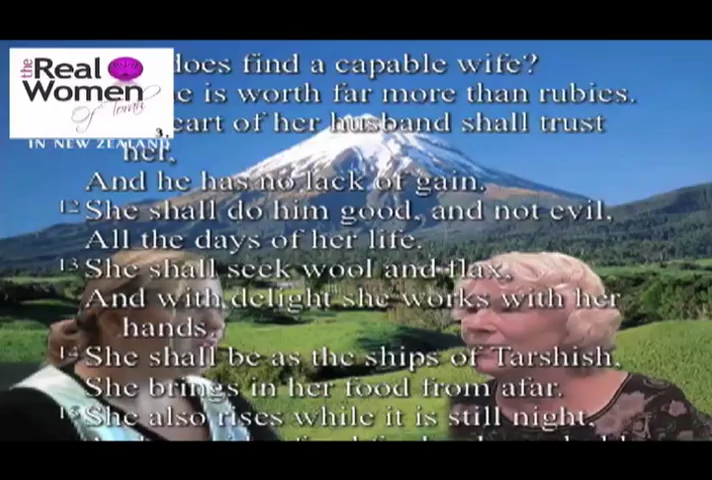 the Real
Women
Of Torah
3.
IN NEW ZEALAND
does find a capable wife?
e is worth far more than rubies.
eart of her husband shall trust
her,
And he has no lack of gain.
12 She shall do him good, and not evil,
All the days of her life.
13 She shall seek wool and flax,
And with delight she works with her
hands.
14 She shall be as the ships of Tarshish,
She brings in her food from afar.
15 She also rises while it is still night,